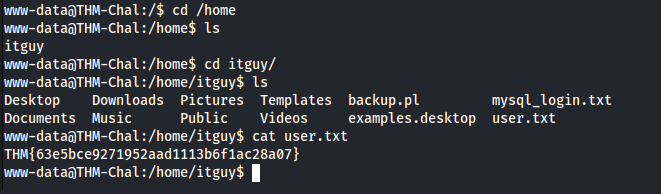 www-data@THM-Chal:/$ cd /home
www-data@THM-Chal:/home$ ls
itguy
www-data@THM-Chal:/home$ cd itguy/
www-data@THM-Chal:/home/itguy$ ls
Desktop    Downloads  Pictures  Templates  backup.pl         mysql_login.txt
Documents  Music      Public    Videos     examples.desktop  user.txt
www-data@THM-Chal:/home/itguy$ cat user.txt
THM{63e5bce9271952aad1113b6f1ac28a07}
www-data@THM-Chal:/home/itguy$